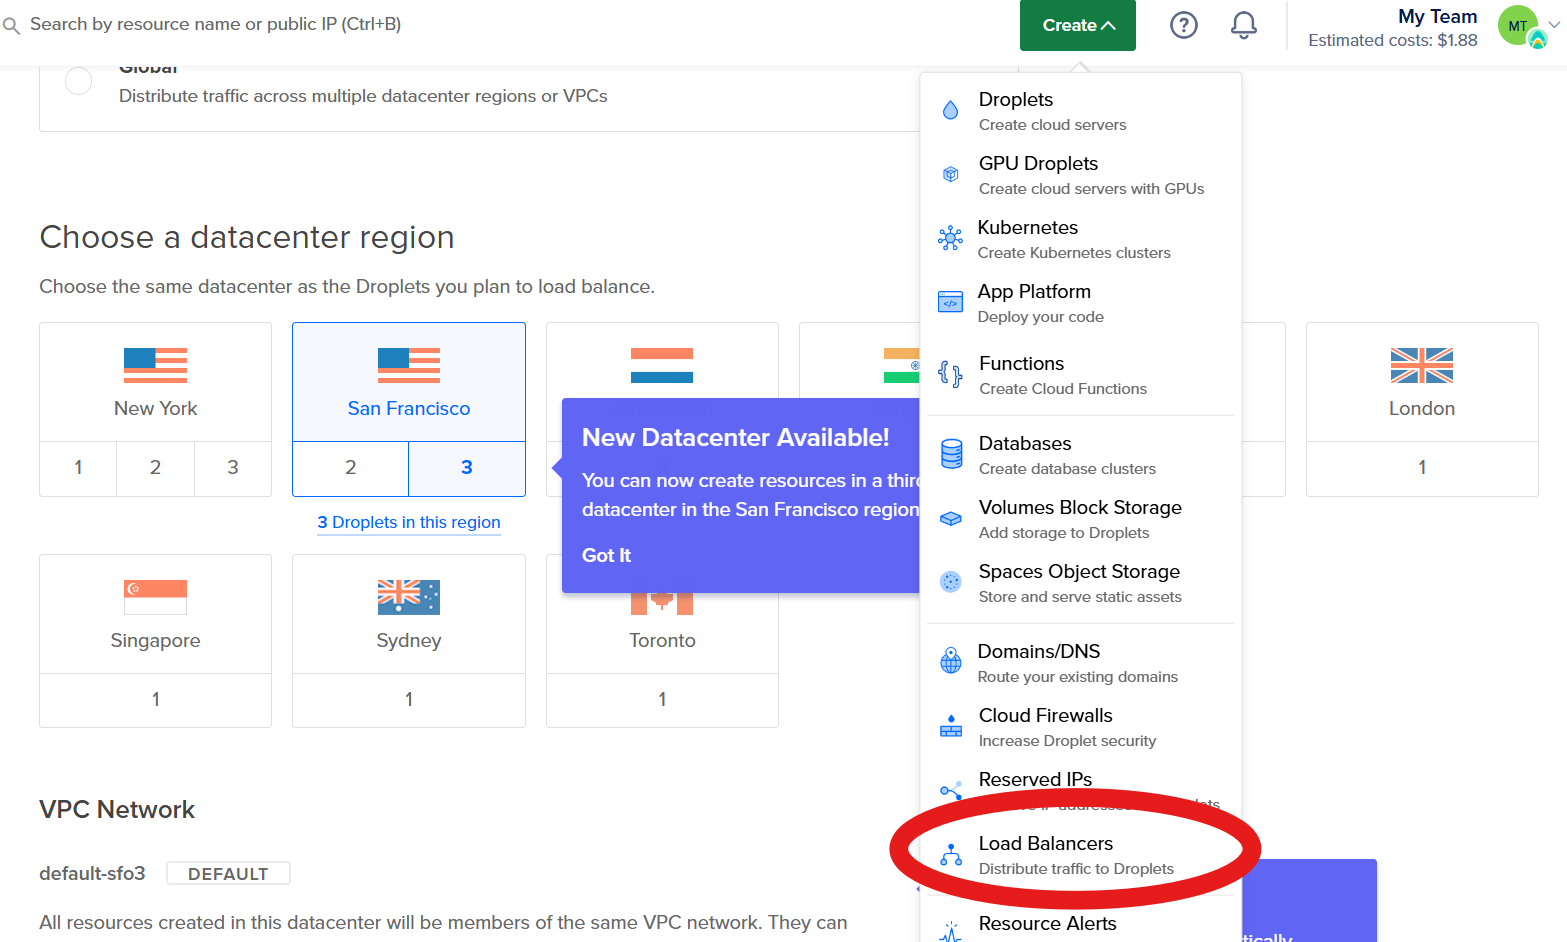 Search by resource name or public IP (Ctrl+B)
Create
My Team
Estimated costs: $1.88
MT
Global
Distribute traffic across multiple datacenter regions or VPCs
Choose a datacenter region
Choose the same datacenter as the Droplets you plan to load balance.
New York
1 2 3
San Francisco
2 3
3 Droplets in this region
London
1
New Datacenter Available!
You can now create resources in a third
datacenter in the San Francisco region
Got It
Singapore
1
Sydney
1
Toronto
1
VPC Network
default-sfo3 DEFAULT
All resources created in this datacenter will be members of the same VPC network. They can
Droplets
Create cloud servers
GPU Droplets
Create cloud servers with GPUs
Kubernetes
Create Kubernetes clusters
App Platform
Deploy your code
Functions
Create Cloud Functions
Databases
Create database clusters
Volumes Block Storage
Add storage to Droplets
Spaces Object Storage
Store and serve static assets
Domains/DNS
Route your existing domains
Cloud Firewalls
Increase Droplet security
Reserved IPs
Load Balancers
Distribute traffic to Droplets
Resource Alerts